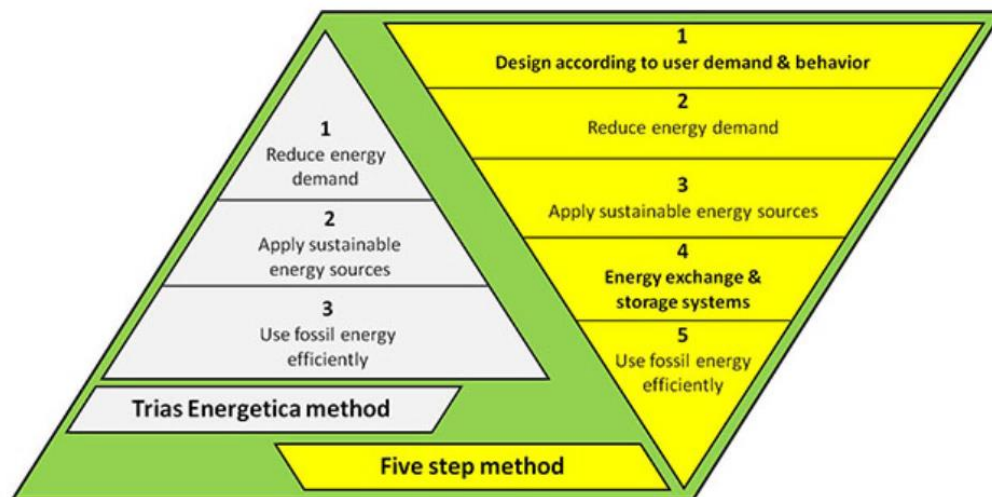 1
Reduce energy
demand
2
Apply sustainable
energy sources
3
Use fossil energy
efficiently
Trias Energetica method
1
Design according to user demand & behavior
2
Reduce energy demand
3
Apply sustainable energy sources
4
Energy exchange &
storage systems
5
Use fossil energy
efficiently
Five step method